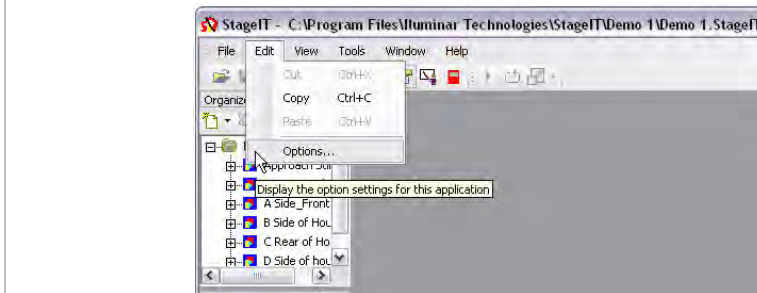 StageIT - C:\Program Files\Iluminar Technologies\StageIT\Demo 1\Demo 1.StageIT
File Edit View Tools Window Help
Cut Ctrl+X
Copy Ctrl+C
Paste Ctrl+V
Organiz
Options...
Approach
Display the option settings for this application
A Side_Front
B Side of Hou
C Rear of Ho
D Side of hou